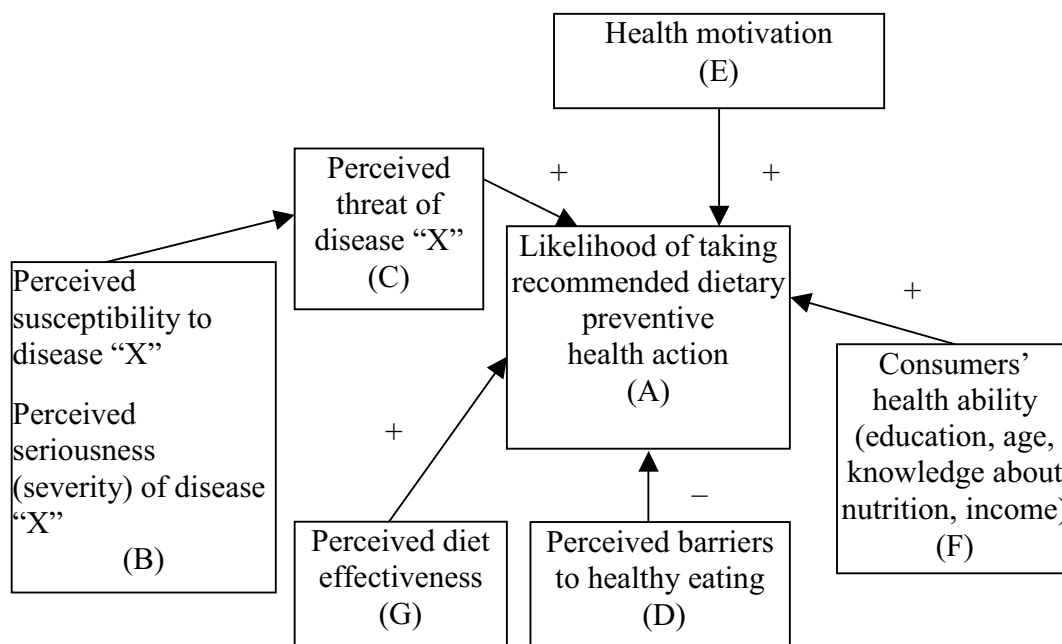 Health motivation
(E)
Perceived
threat of
disease “X”
(C)
+
+
Likelihood of taking
recommended dietary
preventive
health action
(A)
Perceived
susceptibility to
disease “X”
Perceived
seriousness
(severity) of disease
“X”
(B)
+
Consumers’
health ability
(education, age,
knowledge about
nutrition, income)
(F)
+
–
Perceived diet
effectiveness
(G)
Perceived barriers
to healthy eating
(D)